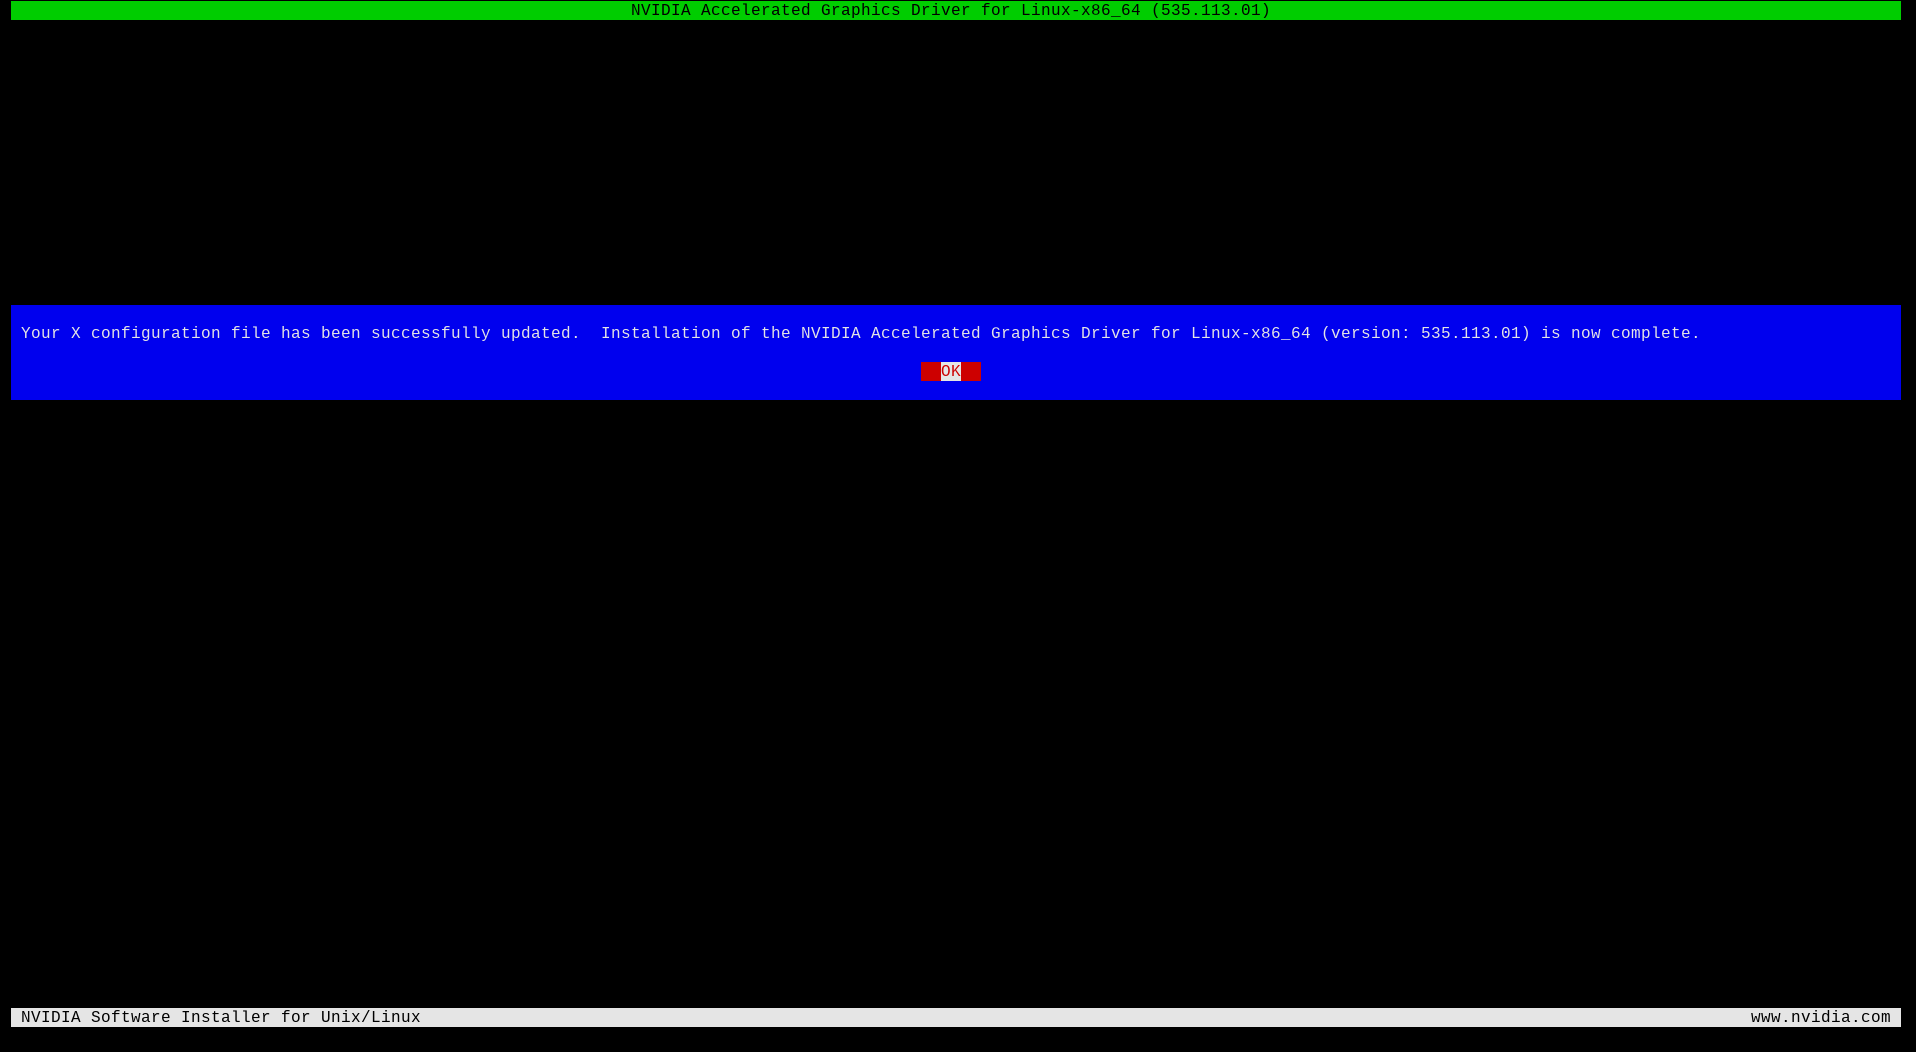 NVIDIA Accelerated Graphics Driver for Linux-x86_64 (535.113.01)
Your X configuration file has been successfully updated.  Installation of the NVIDIA Accelerated Graphics Driver for Linux-x86_64 (version: 535.113.01) is now complete.
OK
NVIDIA Software Installer for Unix/Linux www.nvidia.com